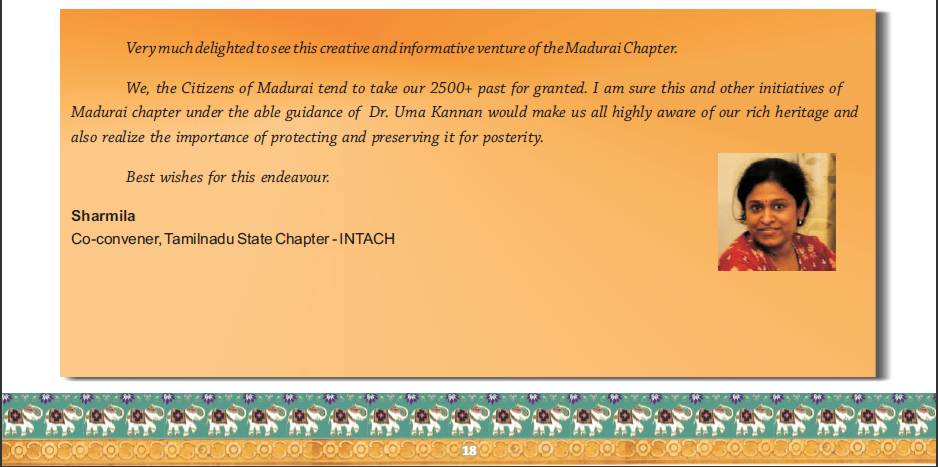 Very much delighted to see this creative and informative venture of the Madurai Chapter.
We, the Citizens of Madurai tend to take our 2500+ past for granted. I am sure this and other initiatives of
Madurai chapter under the able guidance of Dr. Uma Kannan would make us all highly aware of our rich heritage and
also realize the importance of protecting and preserving it for posterity.
Best wishes for this endeavour.
Sharmila
Co-convener, Tamilnadu State Chapter - INTACH
18